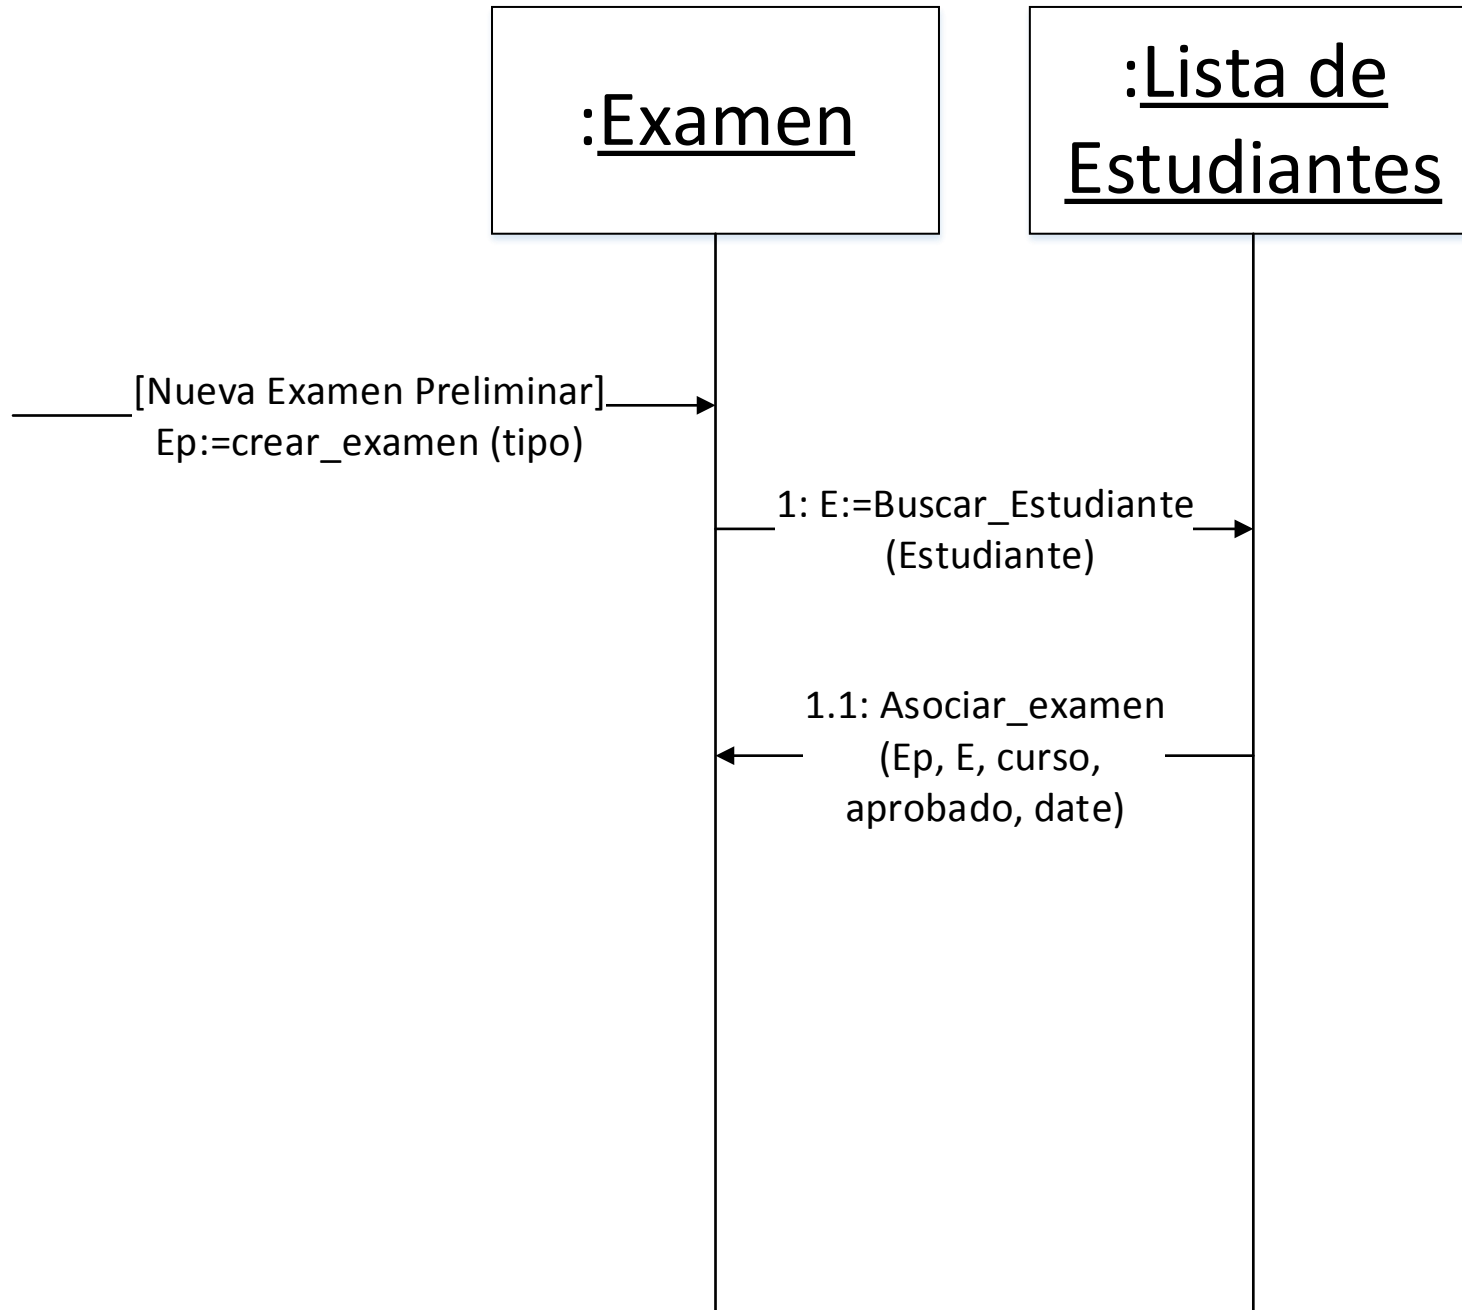 :Examen
:Lista de
Estudiantes
[Nueva Examen Preliminar]
Ep:=crear_examen (tipo)
1: E:=Buscar_Estudiante
(Estudiante)
1.1: Asociar_examen
(Ep, E, curso,
aprobado, date)